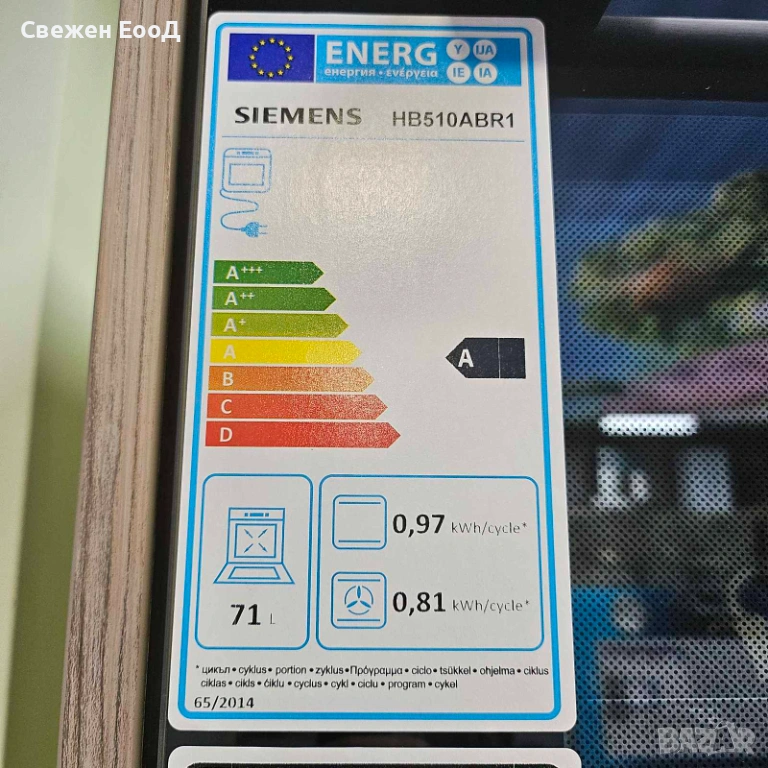 Свежен ЕооД
ENERG Y IJA
енергия • ενέργεια IE IA
SIEMENS HB510ABR1
A+++
A++
A+
A
A
B
C
D
0,97 kWh/cycle*
71 L
0,81 kWh/cycle*
* цикъл • cyklus • portion • zyklus • Πρόγραμμα • ciclo • tsükkel • ohjelma • ciklus
ciklas • cikls • ċiklu • cyclus • cykl • ciclu • program • cykel
65/2014
BAZAR